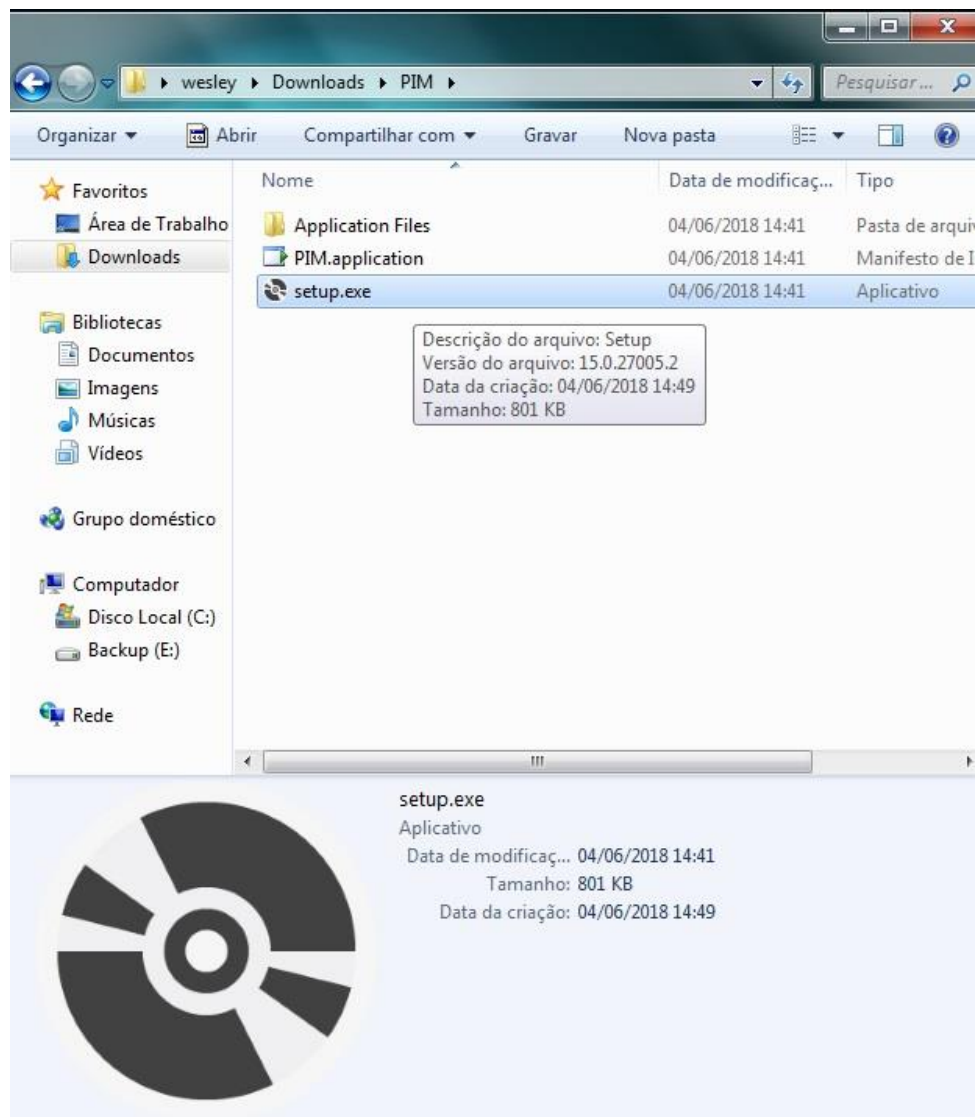 wesley Downloads PIM Pesquisar ...
Organizar Abrir Compartilhar com Gravar Nova pasta
Favoritos
Área de Trabalho
Downloads
Bibliotecas
Documentos
Imagens
Músicas
Vídeos
Grupo doméstico
Computador
Disco Local (C:)
Backup (E:)
Rede
Nome Data de modificaç... Tipo
Application Files 04/06/2018 14:41 Pasta de arquiv
PIM.application 04/06/2018 14:41 Manifesto de I
setup.exe 04/06/2018 14:41 Aplicativo
Descrição do arquivo: Setup
Versão do arquivo: 15.0.27005.2
Data da criação: 04/06/2018 14:49
Tamanho: 801 KB
setup.exe
Aplicativo
Data de modificaç... 04/06/2018 14:41
Tamanho: 801 KB
Data da criação: 04/06/2018 14:49